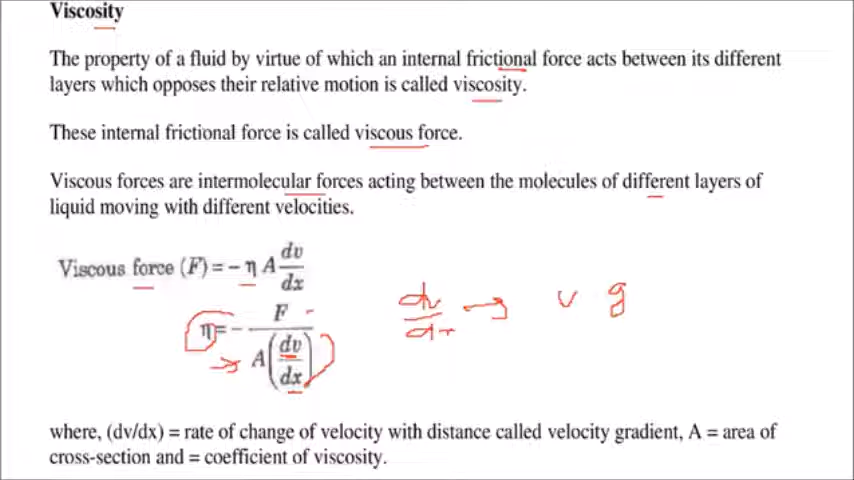 Viscosity
The property of a fluid by virtue of which an internal frictional force acts between its different
layers which opposes their relative motion is called viscosity.
These internal frictional force is called viscous force.
Viscous forces are intermolecular forces acting between the molecules of different layers of
liquid moving with different velocities.
Viscous force (F) = − η A dv/dx
η = − F / A(dv/dx)
dv/dx → v g
where, (dv/dx) = rate of change of velocity with distance called velocity gradient, A = area of
cross-section and = coefficient of viscosity.